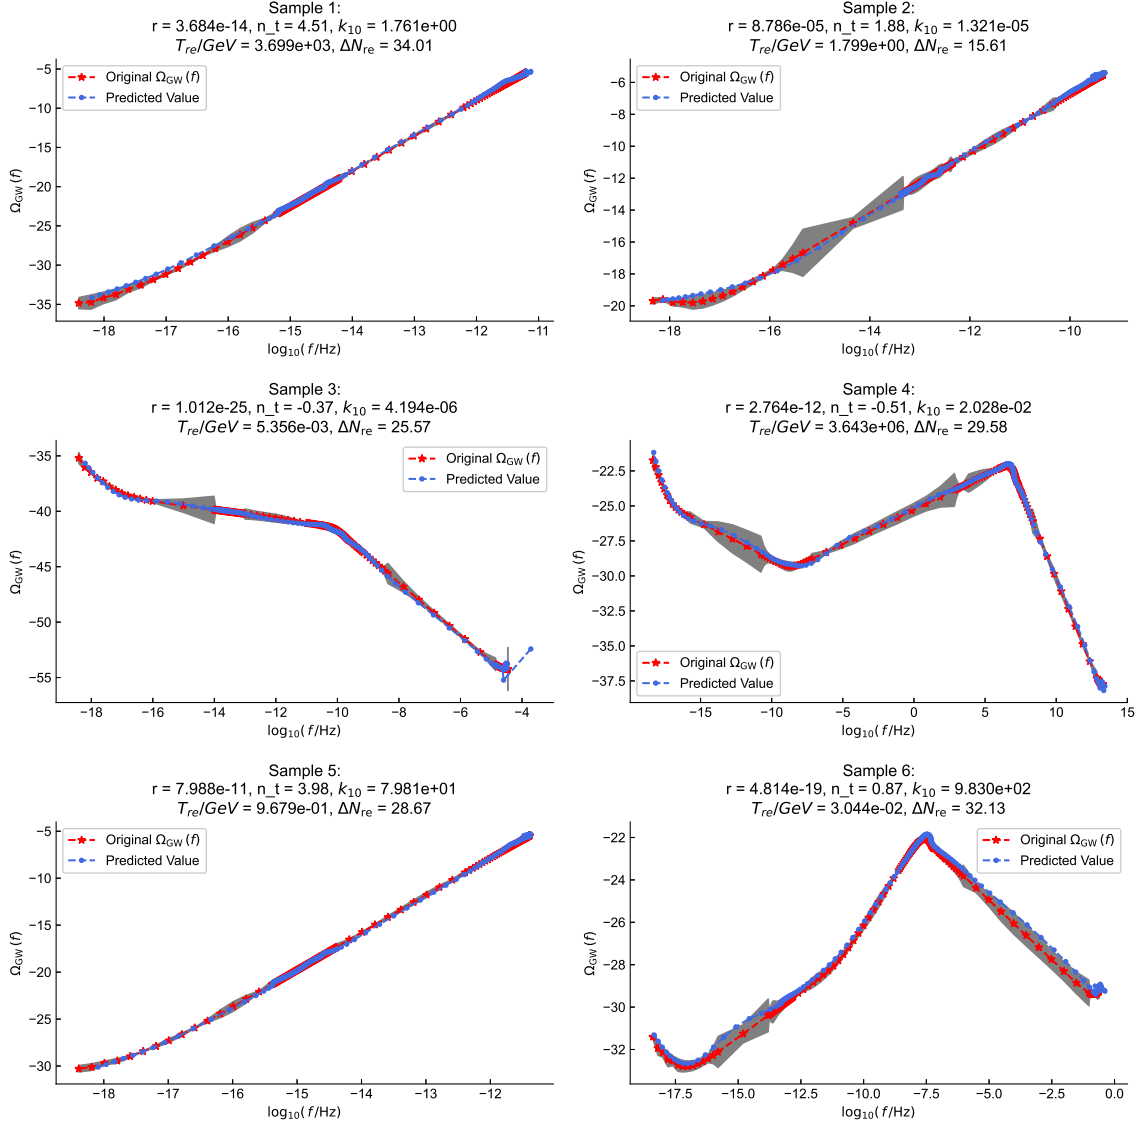 Sample 1:
r = 3.684e-14, n_t = 4.51, k10 = 1.761e+00
Tre/GeV = 3.699e+03, ΔNre = 34.01
−5
−10
−15
−20
−25
−30
−35
ΩGW(f)
Original ΩGW(f)
Predicted Value
−18
−17
−16
−15
−14
−13
−12
−11
log10(f/Hz)
Sample 2:
r = 8.786e-05, n_t = 1.88, k10 = 1.321e-05
Tre/GeV = 1.799e+00, ΔNre = 15.61
−6
−8
−10
−12
−14
−16
−18
−20
ΩGW(f)
Original ΩGW(f)
Predicted Value
−18
−16
−14
−12
−10
log10(f/Hz)
Sample 3:
r = 1.012e-25, n_t = -0.37, k10 = 4.194e-06
Tre/GeV = 5.356e-03, ΔNre = 25.57
−35
−40
−45
−50
−55
ΩGW(f)
Original ΩGW(f)
Predicted Value
−18
−16
−14
−12
−10
−8
−6
−4
log10(f/Hz)
Sample 4:
r = 2.764e-12, n_t = -0.51, k10 = 2.028e-02
Tre/GeV = 3.643e+06, ΔNre = 29.58
−22.5
−25.0
−27.5
−30.0
−32.5
−35.0
−37.5
ΩGW(f)
Original ΩGW(f)
Predicted Value
−15
−10
−5
0
5
10
15
log10(f/Hz)
Sample 5:
r = 7.988e-11, n_t = 3.98, k10 = 7.981e+01
Tre/GeV = 9.679e-01, ΔNre = 28.67
−5
−10
−15
−20
−25
−30
ΩGW(f)
Original ΩGW(f)
Predicted Value
−18
−17
−16
−15
−14
−13
−12
log10(f/Hz)
Sample 6:
r = 4.814e-19, n_t = 0.87, k10 = 9.830e+02
Tre/GeV = 3.044e-02, ΔNre = 32.13
−22
−24
−26
−28
−30
−32
ΩGW(f)
Original ΩGW(f)
Predicted Value
−17.5
−15.0
−12.5
−10.0
−7.5
−5.0
−2.5
0.0
log10(f/Hz)